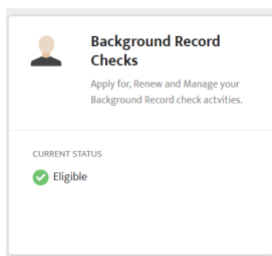 Background Record
Checks
Apply for, Renew and Manage your
Background Record check actvities.
CURRENT STATUS
Eligible